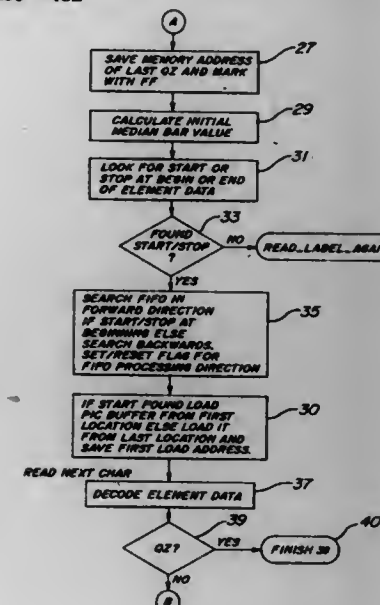 A
27
SAVE MEMORY ADDRESS
OF LAST QZ AND MARK
WITH FF
29
CALCULATE INITIAL
MEDIAN BAR VALUE
31
LOOK FOR START OR
STOP AT BEGIN OR END
OF ELEMENT DATA
33
FOUND
START/STOP
?
NO
READ_LABEL_AGAI
YES
35
SEARCH FIFO IN
FORWARD DIRECTION
IF START/STOP AT
BEGINNING ELSE
SEARCH BACKWARDS.
SET/RESET FLAG FOR
FIFO PROCESSING DIRECTION
30
IF START FOUND LOAD
PIC BUFFER FROM FIRST
LOCATION ELSE LOAD IT
FROM LAST LOCATION AND
SAVE FIRST LOAD ADDRESS.
READ NEXT CHAR
37
DECODE ELEMENT DATA
39
QZ?
YES
FINISH 39
40
NO
B